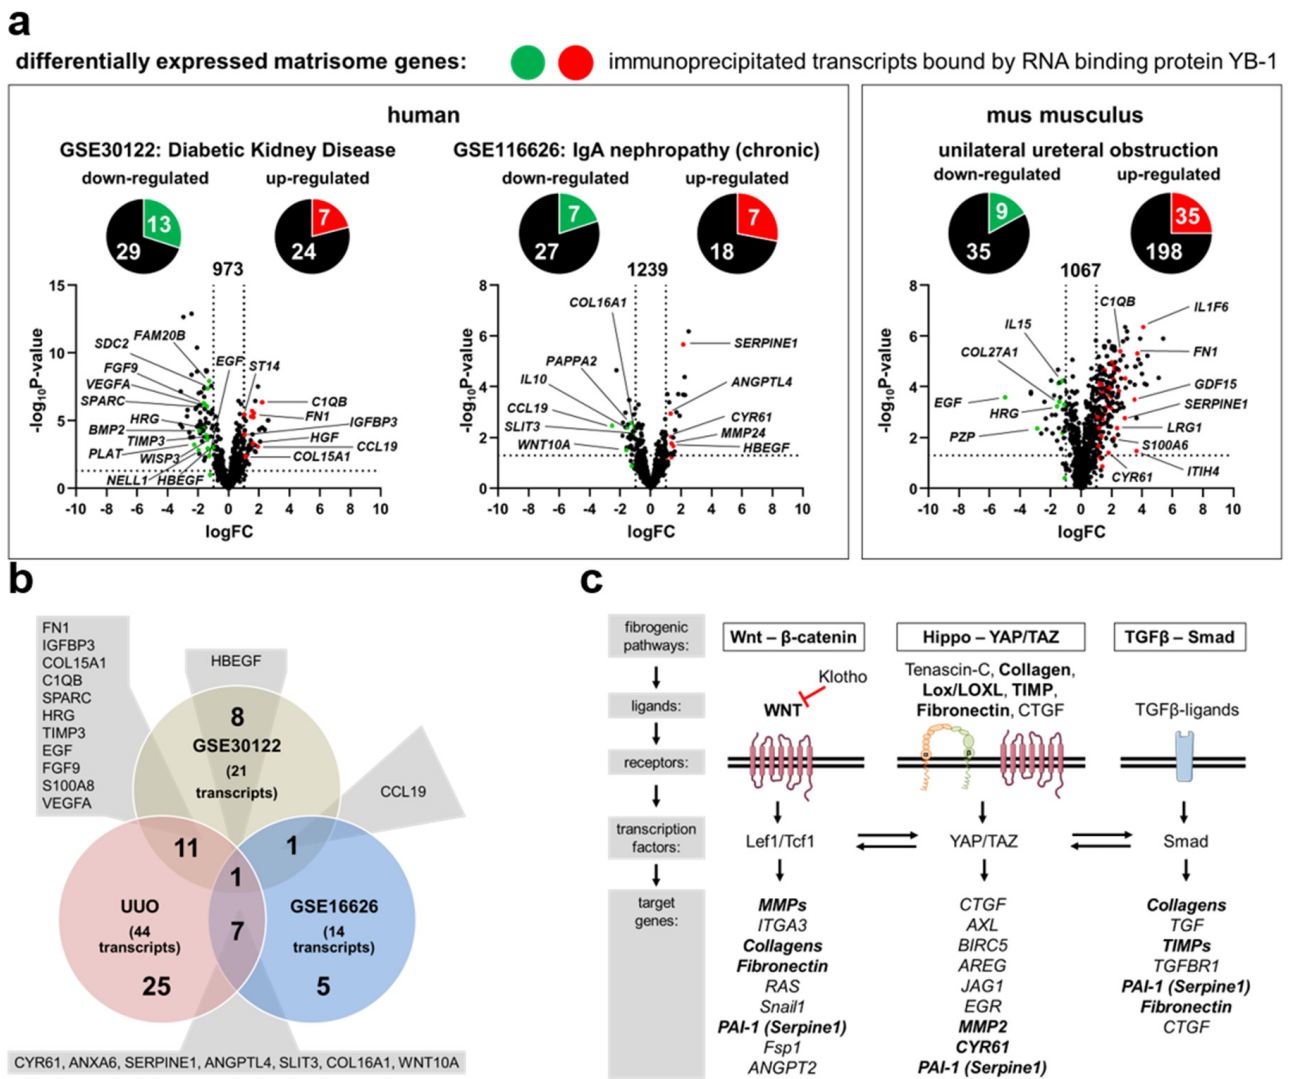 a
differentially expressed matrisome genes: immunoprecipitated transcripts bound by RNA binding protein YB-1
human
GSE30122: Diabetic Kidney Disease
down-regulated
up-regulated
13
29
7
24
973
15
10
5
0
-log10P-value
FAM20B
SDC2
FGF9
VEGFA
SPARC
HRG
BMP2
TIMP3
PLAT
WISP3
NELL1
HBEGF
EGF
ST14
C1QB
FN1
IGFBP3
HGF
CCL19
COL15A1
-10 -8 -6 -4 -2 0 2 4 6 8 10
logFC
GSE116626: IgA nephropathy (chronic)
down-regulated
up-regulated
7
27
7
18
1239
8
6
4
2
0
-log10P-value
COL16A1
PAPPA2
IL10
CCL19
SLIT3
WNT10A
SERPINE1
ANGPTL4
CYR61
MMP24
HBEGF
-10 -8 -6 -4 -2 0 2 4 6 8 10
logFC
mus musculus
unilateral ureteral obstruction
down-regulated
up-regulated
9
35
35
198
1067
8
6
4
2
0
-log10P-value
C1QB
IL1F6
IL15
COL27A1
FN1
GDF15
EGF
HRG
SERPINE1
LRG1
PZP
S100A6
CYR61
ITIH4
-10 -8 -6 -4 -2 0 2 4 6 8 10
logFC
b
FN1
IGFBP3
COL15A1
C1QB
SPARC
HRG
TIMP3
EGF
FGF9
S100A8
VEGFA
HBEGF
8
GSE30122
(21
transcripts)
CCL19
11
1
1
UUO
(44
transcripts)
7
GSE16626
(14
transcripts)
25
5
CYR61, ANXA6, SERPINE1, ANGPTL4, SLIT3, COL16A1, WNT10A
c
fibrogenic
pathways:
ligands:
receptors:
transcription
factors:
target
genes:
Wnt – β-catenin
Klotho
WNT
Lef1/Tcf1
MMPs
ITGA3
Collagens
Fibronectin
RAS
Snail1
PAI-1 (Serpine1)
Fsp1
ANGPT2
Hippo – YAP/TAZ
Tenascin-C, Collagen,
Lox/LOXL, TIMP,
Fibronectin, CTGF
α
β
YAP/TAZ
CTGF
AXL
BIRC5
AREG
JAG1
EGR
MMP2
CYR61
PAI-1 (Serpine1)
TGFβ – Smad
TGFβ-ligands
Smad
Collagens
TGF
TIMPs
TGFBR1
PAI-1 (Serpine1)
Fibronectin
CTGF